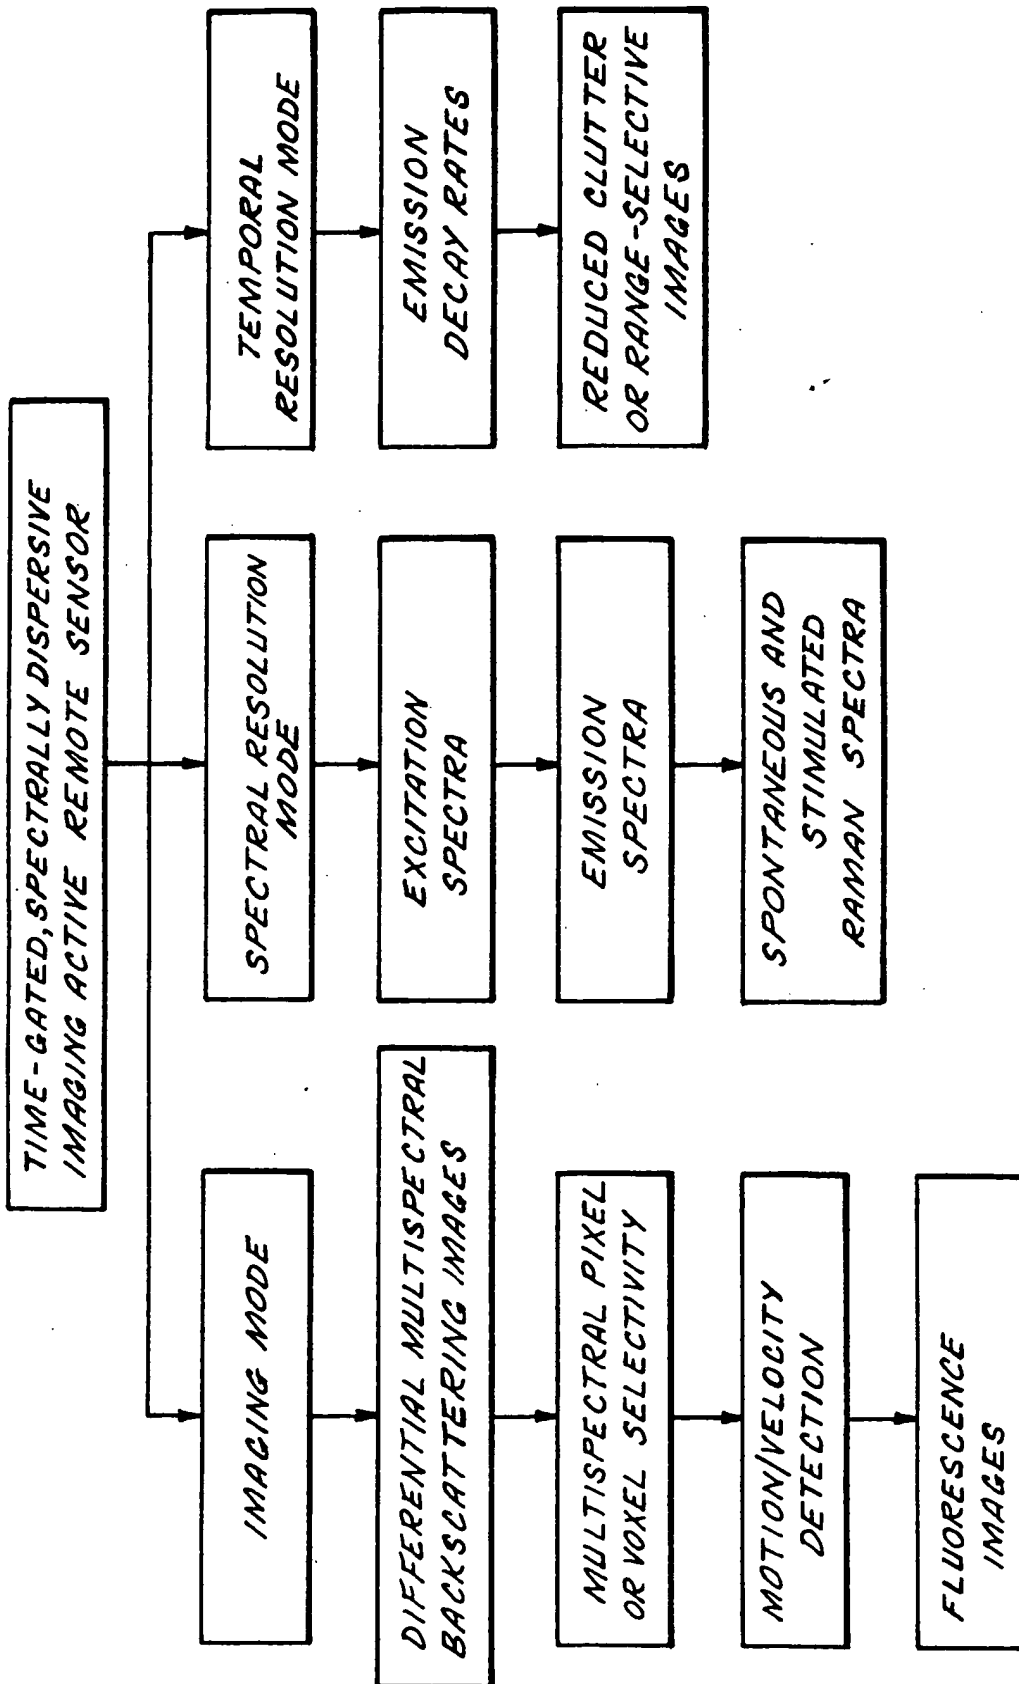 TIME-GATED, SPECTRALLY DISPERSIVE
IMAGING ACTIVE REMOTE SENSOR
IMAGING MODE
DIFFERENTIAL MULTISPECTRAL
BACKSCATTERING IMAGES
MULTISPECTRAL PIXEL
OR VOXEL SELECTIVITY
MOTION/VELOCITY
DETECTION
FLUORESCENCE
IMAGES
SPECTRAL RESOLUTION
MODE
EXCITATION
SPECTRA
EMISSION
SPECTRA
SPONTANEOUS AND
STIMULATED
RAMAN SPECTRA
TEMPORAL
RESOLUTION MODE
EMISSION
DECAY RATES
REDUCED CLUTTER
OR RANGE-SELECTIVE
IMAGES